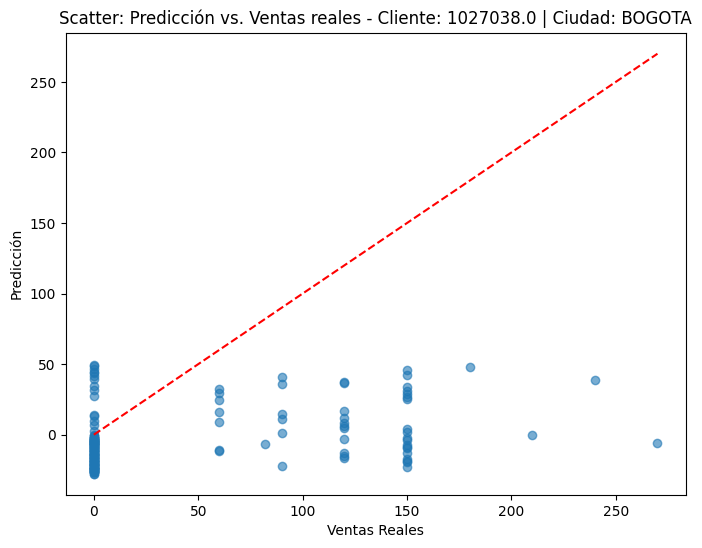 Scatter: Predicción vs. Ventas reales - Cliente: 1027038.0 | Ciudad: BOGOTA
250
200
150
100
50
0
Predicción
0 50 100 150 200 250
Ventas Reales